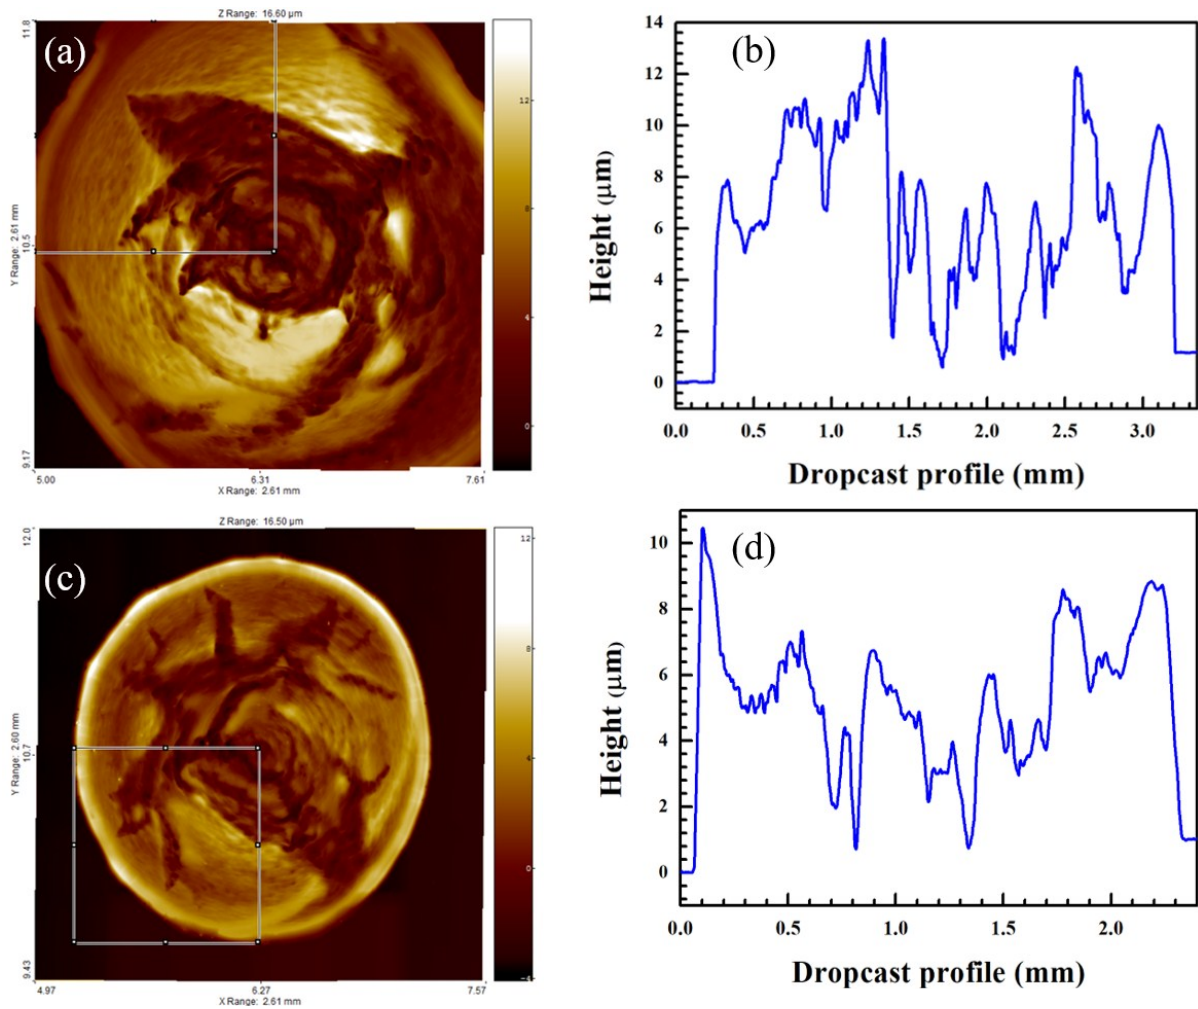 Z Range: 16.60 µm
(a)
11.8
10.5
9.17
Y Range: 2.61 mm
5.00 6.31 7.61
X Range: 2.61 mm
12
8
4
0
(b)
14
12
10
8
6
4
2
0
Height (µm)
0.0 0.5 1.0 1.5 2.0 2.5 3.0
Dropcast profile (mm)
Z Range: 16.50 µm
(c)
12.0
10.7
9.43
Y Range: 2.60 mm
4.97 6.27 7.57
X Range: 2.61 mm
12
8
4
0
-4
(d)
10
8
6
4
2
0
Height (µm)
0.0 0.5 1.0 1.5 2.0
Dropcast profile (mm)